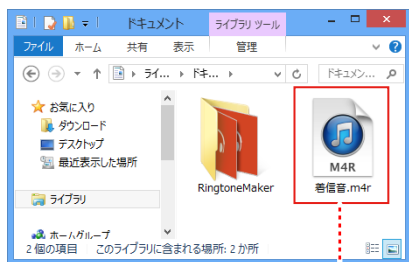 ドキュメント
ライブラリ ツール
ファイル
ホーム
共有
表示
管理
ライ...
ドキ...
ドキュメン...
お気に入り
ダウンロード
デスクトップ
最近表示した場所
ライブラリ
ホームグループ
RingtoneMaker
M4R
着信音.m4r
2 個の項目 このライブラリに含まれる場所: 2 か所